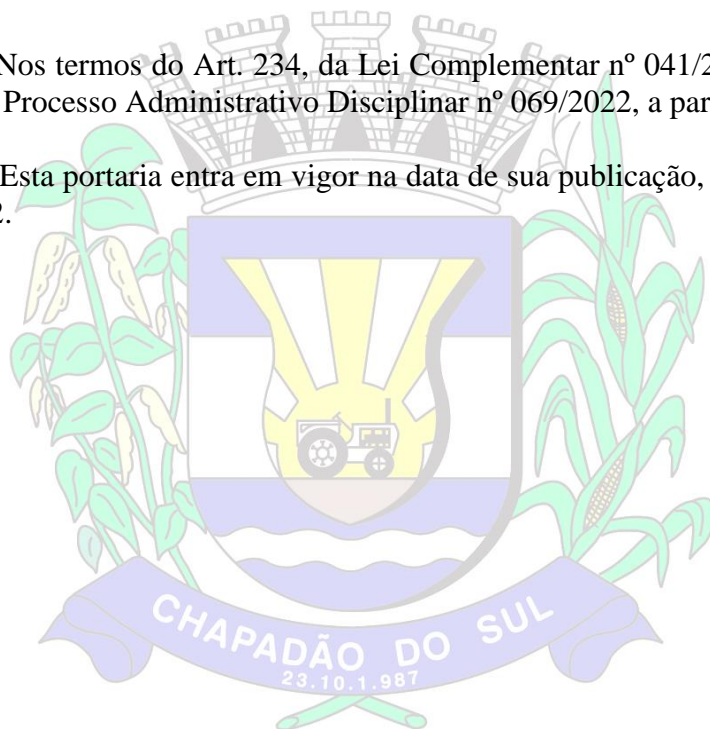 Nos termos do Art. 234, da Lei Complementar nº 041/2
Processo Administrativo Disciplinar nº 069/2022, a par
Esta portaria entra em vigor na data de sua publicação,
2.
CHAPADÃO DO SUL
23.10.1.987